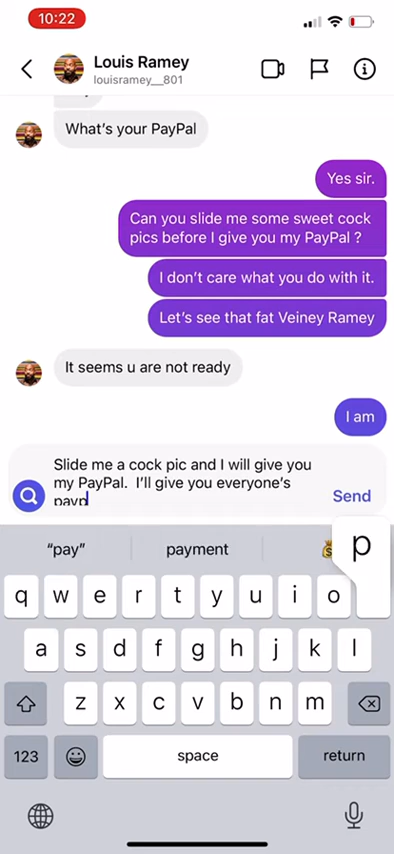 10:22
Louis Ramey
louisramey__801
What's your PayPal
Yes sir.
Can you slide me some sweet cock
pics before I give you my PayPal ?
I don't care what you do with it.
Let's see that fat Veiney Ramey
It seems u are not ready
I am
Slide me a cock pic and I will give you
my PayPal. I'll give you everyone's
payp
Send
"pay" payment
p
q w e r t y u i o
a s d f g h j k l
z x c v b n m
123 space return